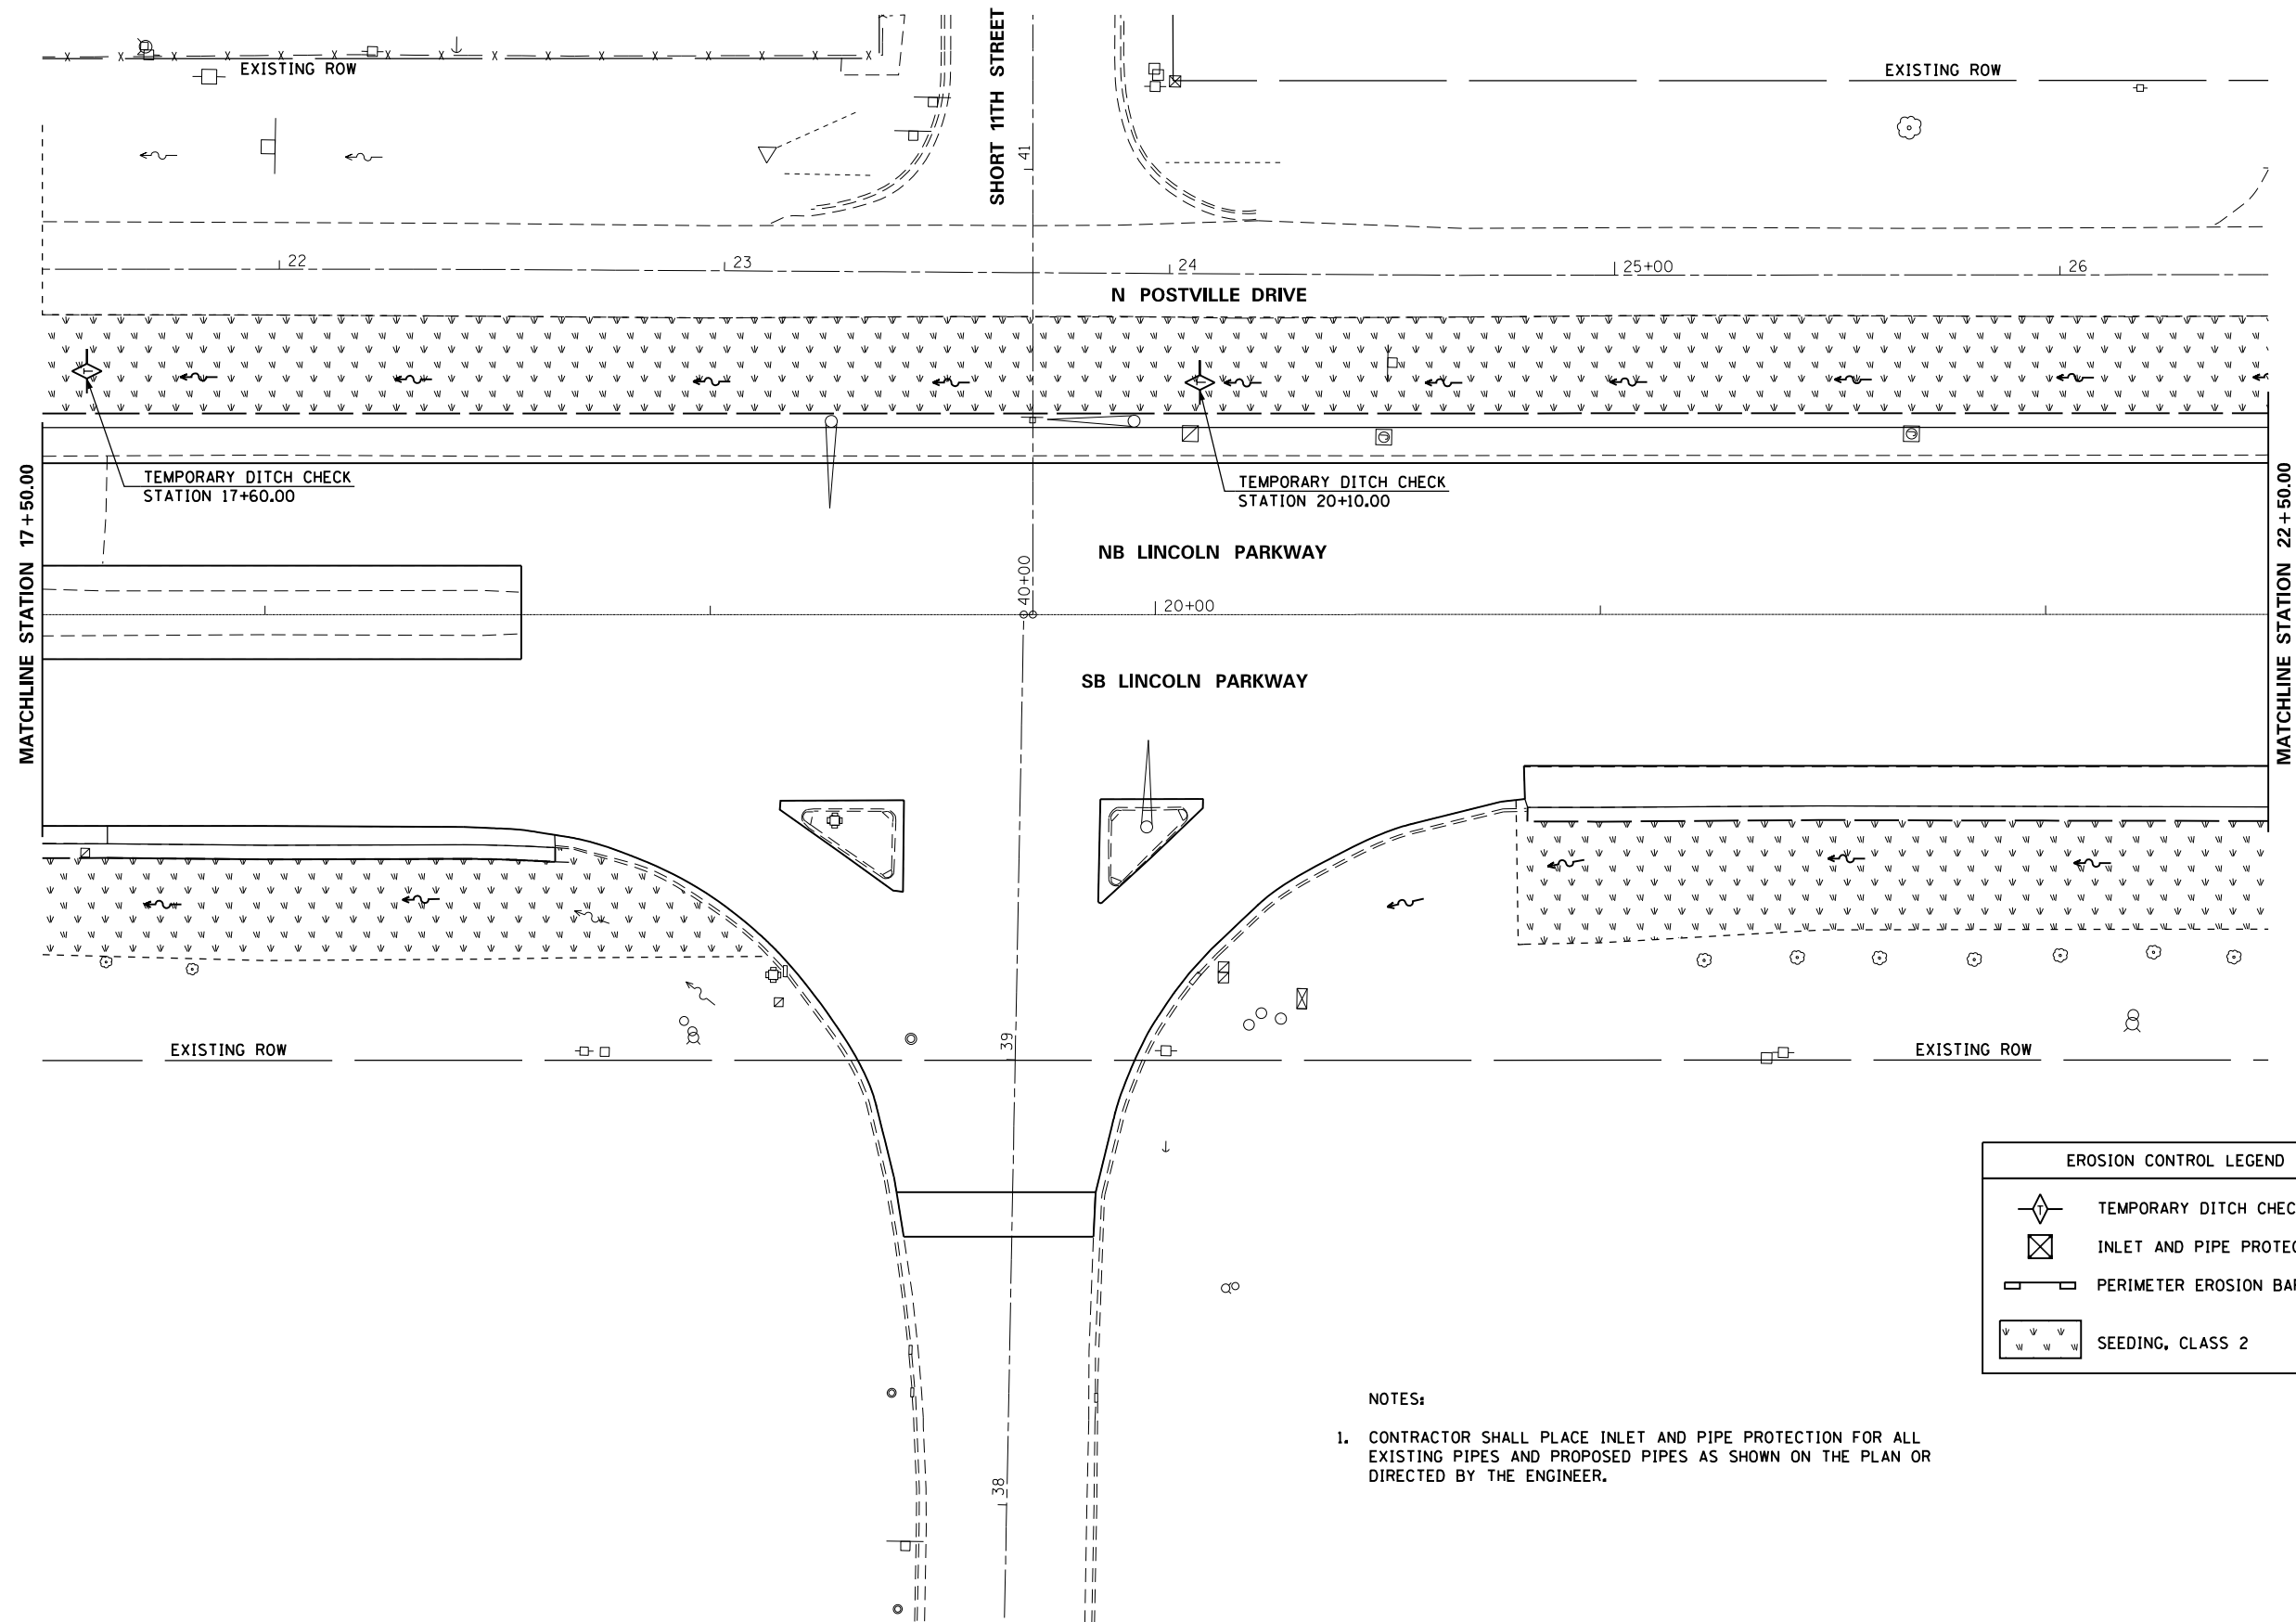 SHORT 11TH STREET
EXISTING ROW
EXISTING ROW
41
22
23
24
25+00
26
N POSTVILLE DRIVE
T
T
TEMPORARY DITCH CHECK
STATION 17+60.00
TEMPORARY DITCH CHECK
STATION 20+10.00
MATCHLINE STATION 17+50.00
MATCHLINE STATION 22+50.00
NB LINCOLN PARKWAY
40+00
20+00
SB LINCOLN PARKWAY
39
EXISTING ROW
EXISTING ROW
EROSION CONTROL LEGEND
T
TEMPORARY DITCH CHEC
INLET AND PIPE PROTEC
PERIMETER EROSION BAR
SEEDING, CLASS 2
38
NOTES:
1. CONTRACTOR SHALL PLACE INLET AND PIPE PROTECTION FOR ALL
EXISTING PIPES AND PROPOSED PIPES AS SHOWN ON THE PLAN OR
DIRECTED BY THE ENGINEER.